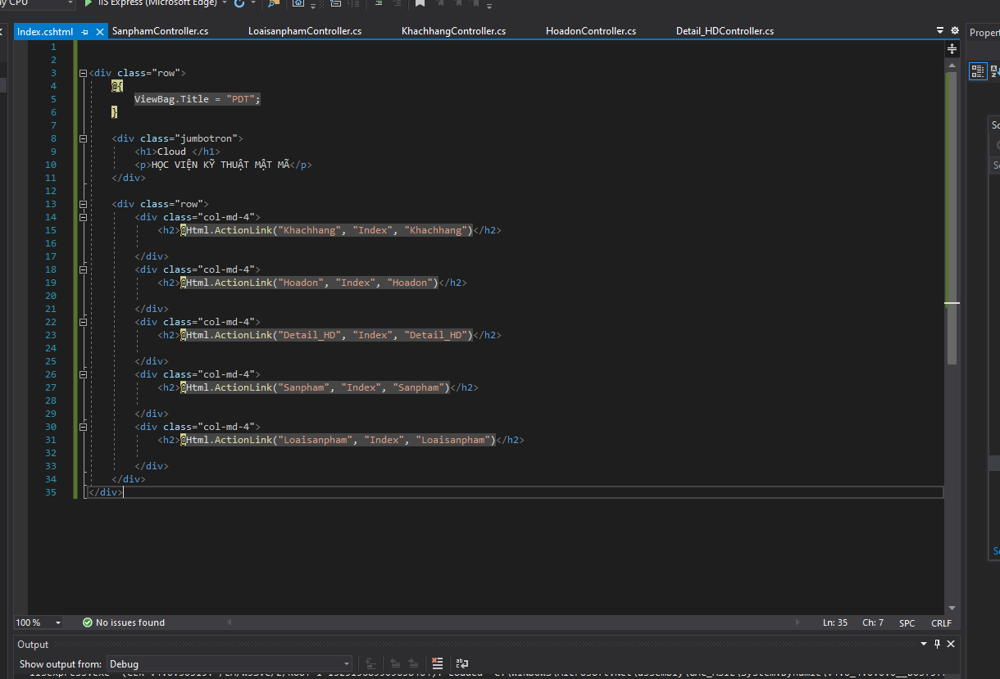 CPU IIS Express (Microsoft Edge)
Index.cshtml SanphamController.cs LoaisanphamController.cs KhachhangController.cs HoadonController.cs Detail_HDController.cs
1
2
3 <div class="row">
4 @{
5 ViewBag.Title = "PDT";
6 }
7
8 <div class="jumbotron">
9 <h1>Cloud </h1>
10 <p>HỌC VIỆN KỸ THUẬT MẬT MÃ</p>
11 </div>
12
13 <div class="row">
14 <div class="col-md-4">
15 <h2>@Html.ActionLink("Khachhang", "Index", "Khachhang")</h2>
16
17 </div>
18 <div class="col-md-4">
19 <h2>@Html.ActionLink("Hoadon", "Index", "Hoadon")</h2>
20
21 </div>
22 <div class="col-md-4">
23 <h2>@Html.ActionLink("Detail_HD", "Index", "Detail_HD")</h2>
24
25 </div>
26 <div class="col-md-4">
27 <h2>@Html.ActionLink("Sanpham", "Index", "Sanpham")</h2>
28
29 </div>
30 <div class="col-md-4">
31 <h2>@Html.ActionLink("Loaisanpham", "Index", "Loaisanpham")</h2>
32
33 </div>
34 </div>
35 </div>
100 % No issues found Ln: 35 Ch: 7 SPC CRLF
Output
Show output from: Debug